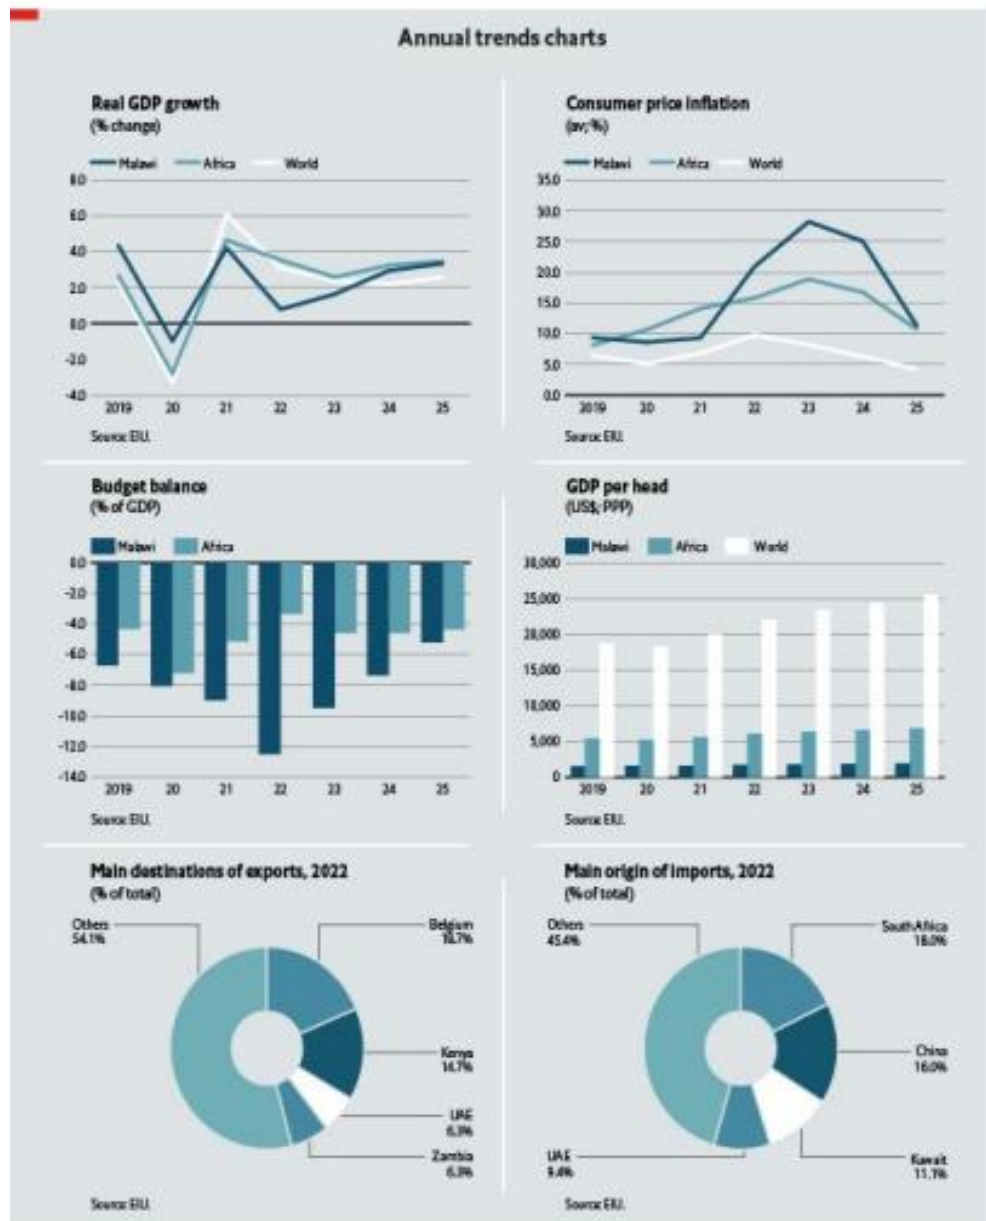 Annual trends charts
Real GDP growth
(% change)
Malawi Africa World
8.0
6.0
4.0
2.0
0.0
-2.0
-4.0
2019 20 21 22 23 24 25
Source: EIU.
Consumer price inflation
(av; %)
Malawi Africa World
35.0
30.0
25.0
20.0
15.0
10.0
5.0
0.0
2019 20 21 22 23 24 25
Source: EIU.
Budget balance
(% of GDP)
Malawi Africa
0.0
-2.0
-4.0
-6.0
-8.0
-10.0
-12.0
-14.0
2019 20 21 22 23 24 25
Source: EIU.
GDP per head
(US$; PPP)
Malawi Africa World
30,000
25,000
20,000
15,000
10,000
5,000
0
2019 20 21 22 23 24 25
Source: EIU.
Main destinations of exports, 2022
(% of total)
Others
54.1%
Belgium
Kenya
14.7%
UAE
6.3%
Zambia
6.3%
Source: EIU.
Main origin of imports, 2022
(% of total)
Others
45.4%
South Africa
18.0%
China
16.0%
Kuwait
11.1%
UAE
9.4%
Source: EIU.